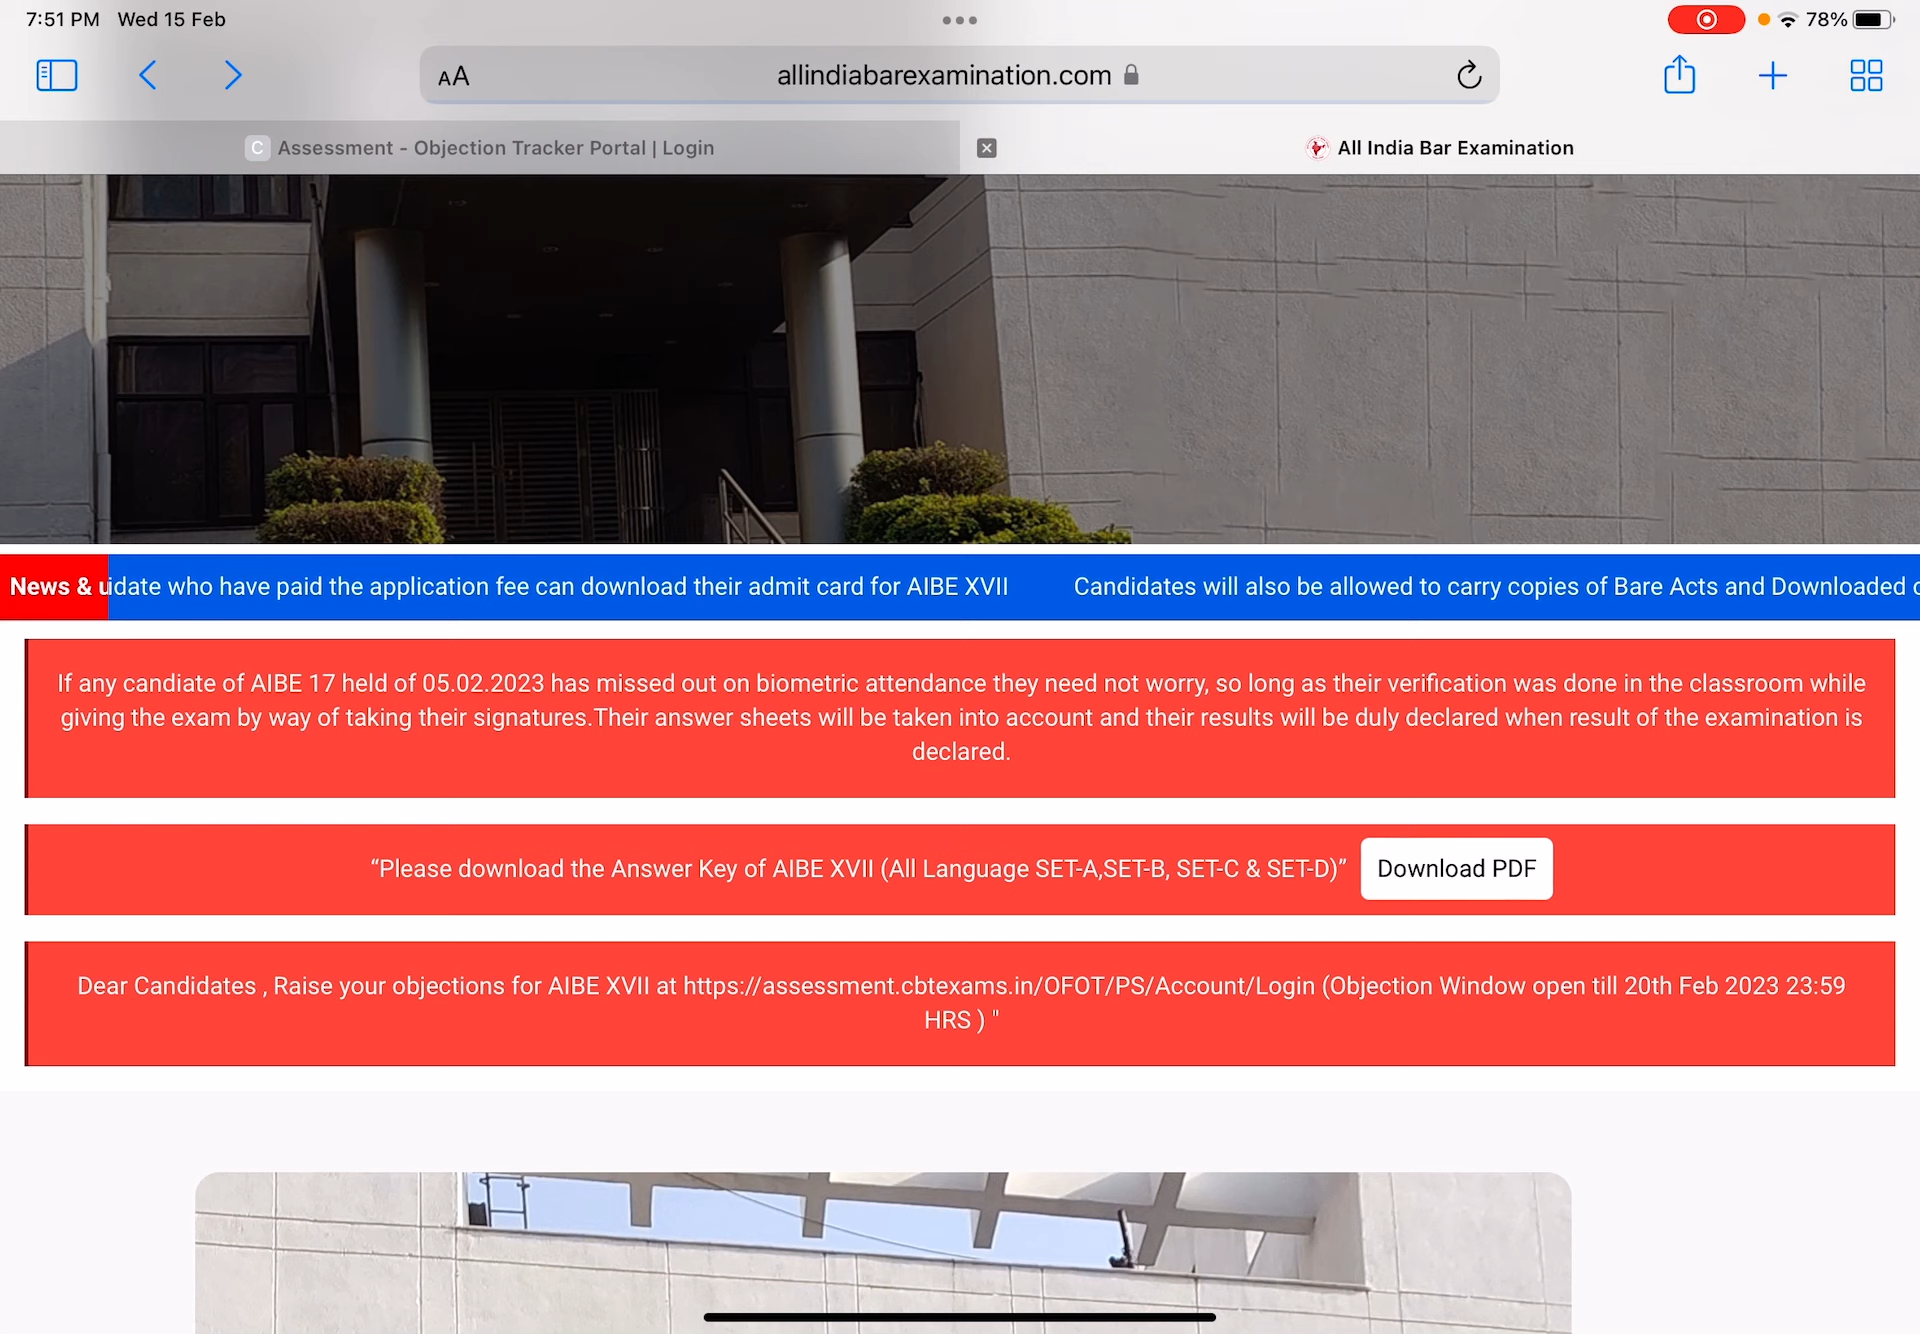 7:51 PM Wed 15 Feb
78%
AA
allindiabarexamination.com
C Assessment - Objection Tracker Portal | Login
All India Bar Examination
News & u
idate who have paid the application fee can download their admit card for AIBE XVII Candidates will also be allowed to carry copies of Bare Acts and Downloaded
If any candiate of AIBE 17 held of 05.02.2023 has missed out on biometric attendance they need not worry, so long as their verification was done in the classroom while
giving the exam by way of taking their signatures.Their answer sheets will be taken into account and their results will be duly declared when result of the examination is
declared.
“Please download the Answer Key of AIBE XVII (All Language SET-A,SET-B, SET-C & SET-D)” Download PDF
Dear Candidates , Raise your objections for AIBE XVII at https://assessment.cbtexams.in/OFOT/PS/Account/Login (Objection Window open till 20th Feb 2023 23:59
HRS ) "